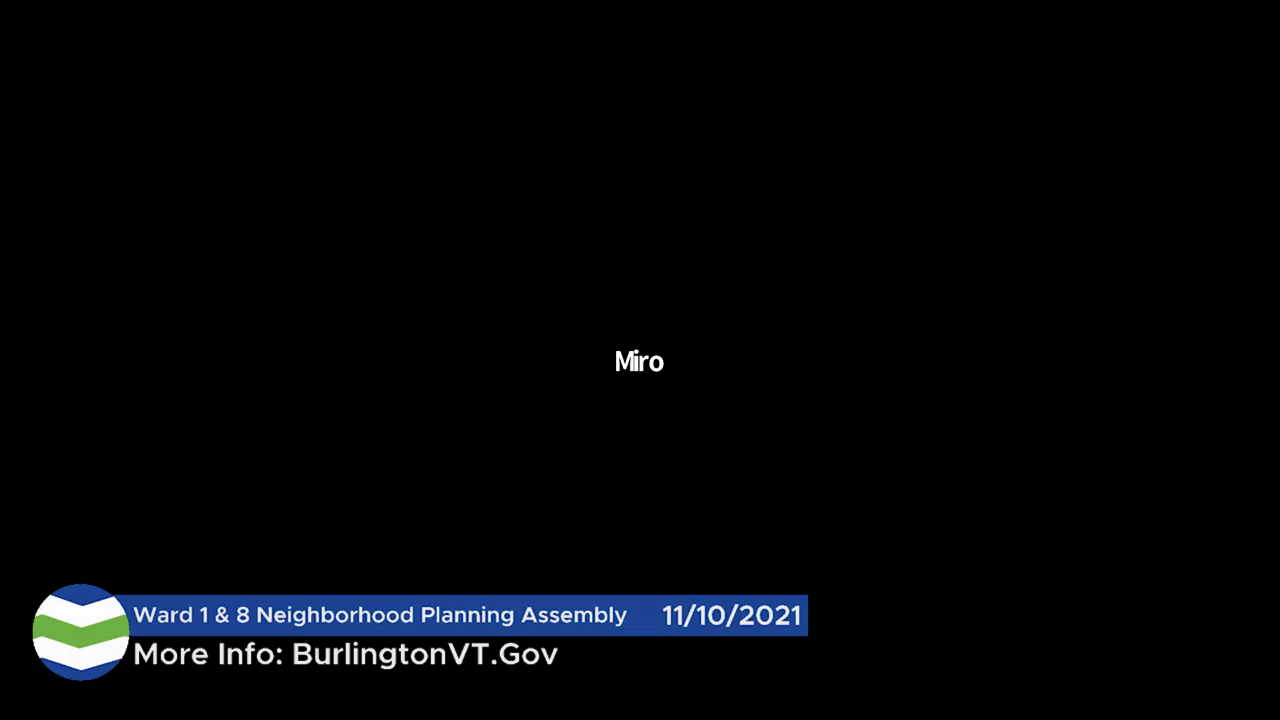 Miro
Ward 1 & 8 Neighborhood Planning Assembly 11/10/2021
More Info: BurlingtonVT.Gov